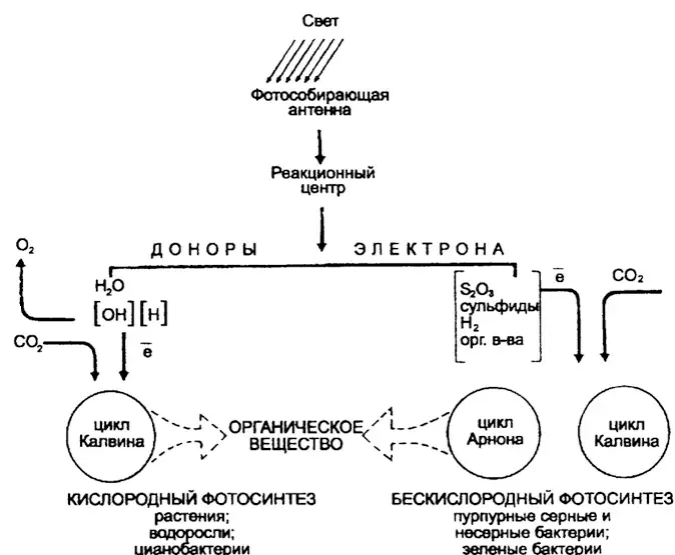 Свет
Фотособирающая
антенна
Реакционный
центр
ДОНОРЫ ЭЛЕКТРОНА
O₂
H₂O
[OH][H]
CO₂
e̅
S₂O₃
сульфиды
H₂
орг. в-ва
e̅
CO₂
цикл
Калвина
ОРГАНИЧЕСКОЕ
ВЕЩЕСТВО
цикл
Арнона
цикл
Калвина
КИСЛОРОДНЫЙ ФОТОСИНТЕЗ
растения;
водоросли;
цианобактерии
БЕСКИСЛОРОДНЫЙ ФОТОСИНТЕЗ
пурпурные серные и
несерные бактерии;
зеленые бактерии